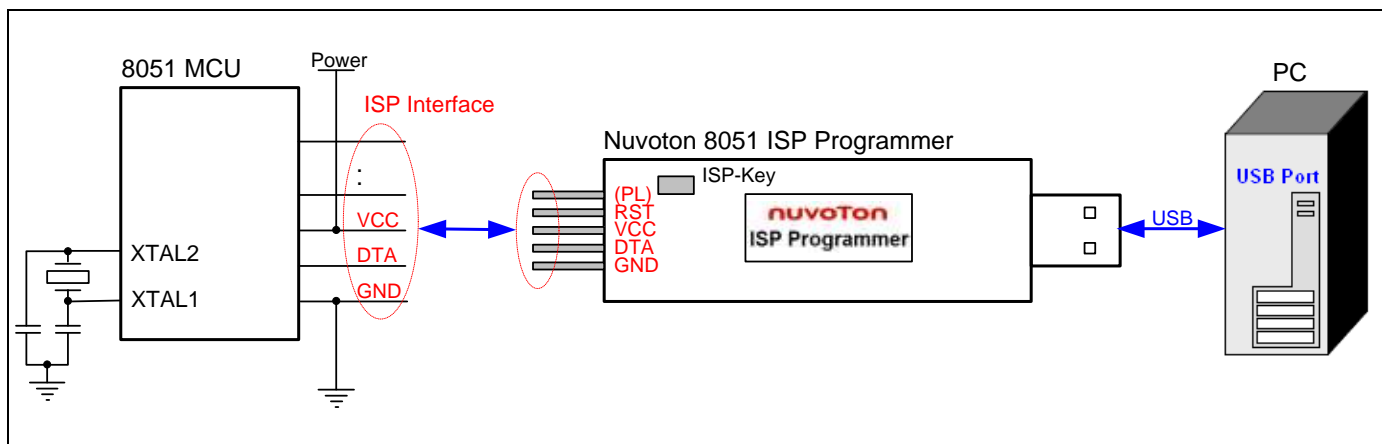 8051 MCU
Power
ISP Interface
:
VCC
DTA
GND
XTAL2
XTAL1
Nuvoton 8051 ISP Programmer
ISP-Key
(PL)
RST
VCC
DTA
GND
nuvoTon
ISP Programmer
USB
PC
USB Port